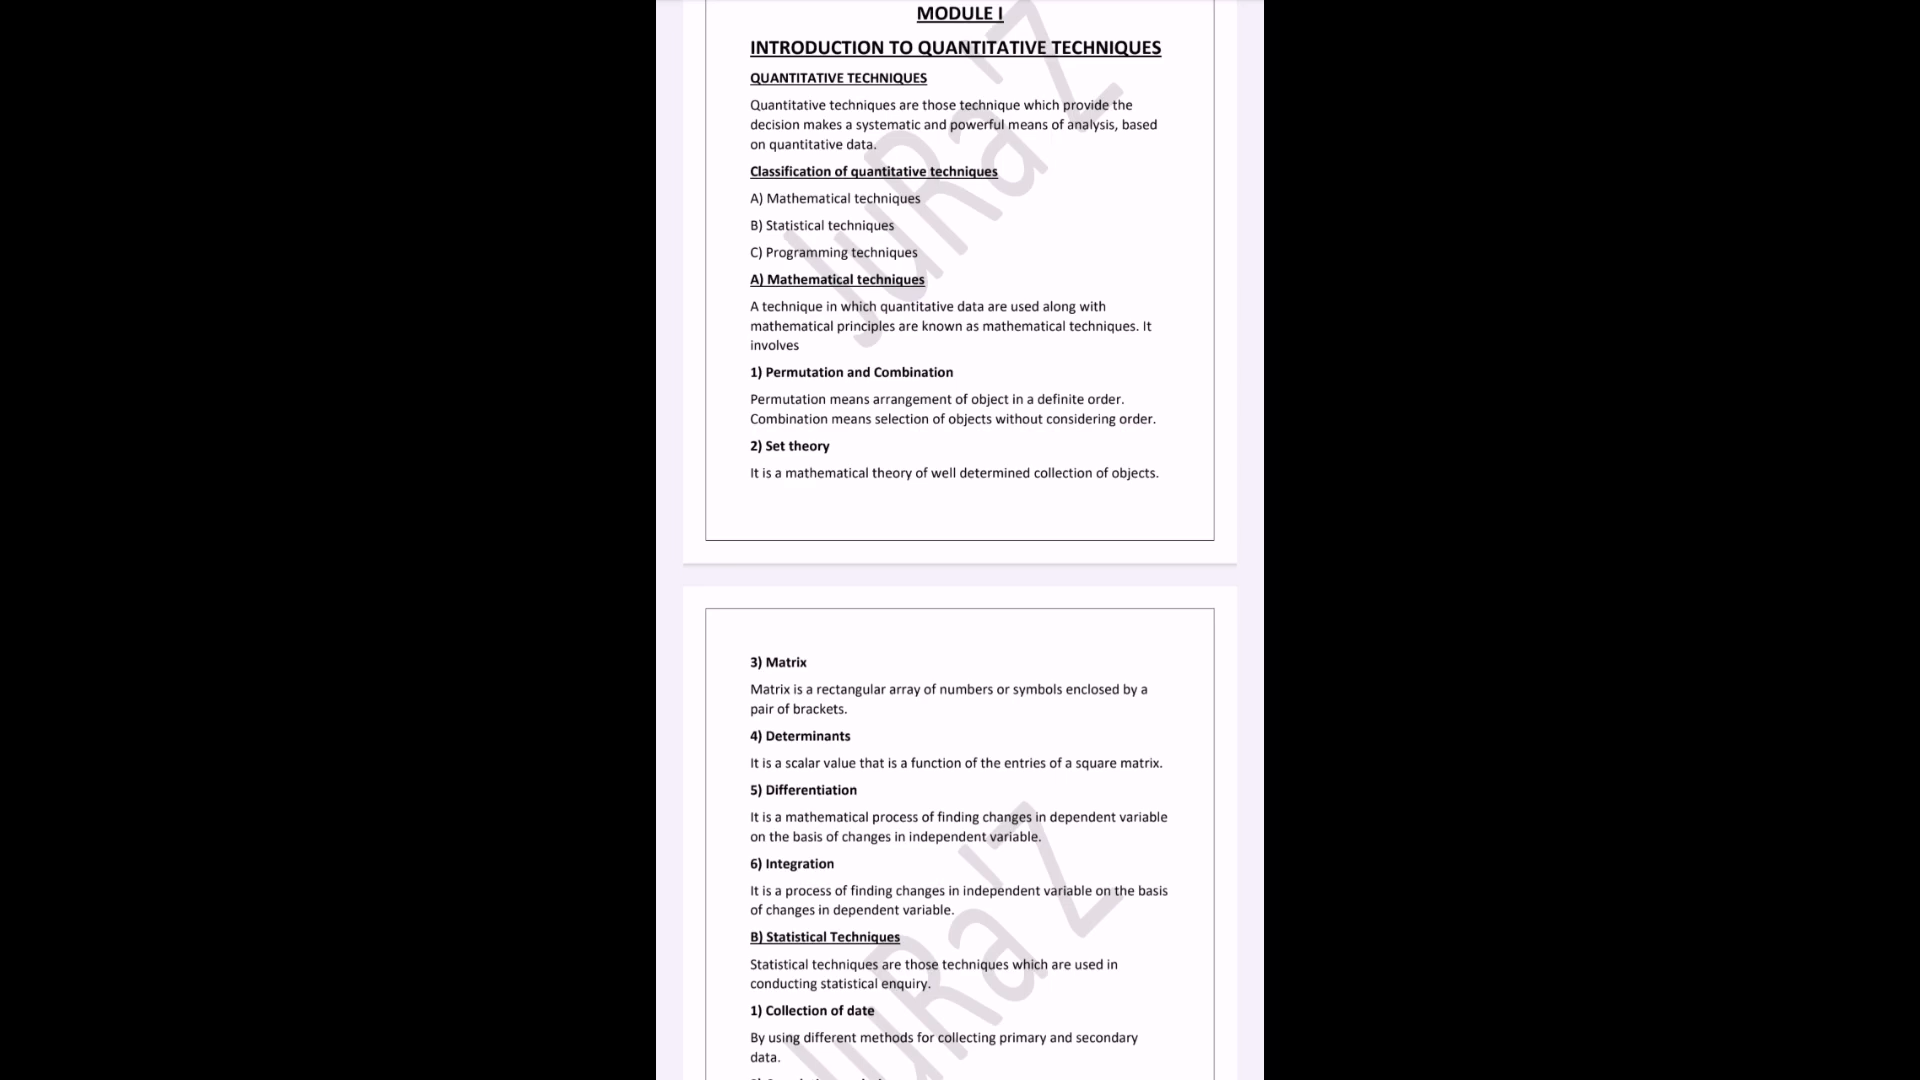 MODULE I
INTRODUCTION TO QUANTITATIVE TECHNIQUES
QUANTITATIVE TECHNIQUES
Quantitative techniques are those technique which provide the
decision makes a systematic and powerful means of analysis, based
on quantitative data.
Classification of quantitative techniques
A) Mathematical techniques
B) Statistical techniques
C) Programming techniques
A) Mathematical techniques
A technique in which quantitative data are used along with
mathematical principles are known as mathematical techniques. It
involves
1) Permutation and Combination
Permutation means arrangement of object in a definite order.
Combination means selection of objects without considering order.
2) Set theory
It is a mathematical theory of well determined collection of objects.
JuRa'Z
3) Matrix
Matrix is a rectangular array of numbers or symbols enclosed by a
pair of brackets.
4) Determinants
It is a scalar value that is a function of the entries of a square matrix.
5) Differentiation
It is a mathematical process of finding changes in dependent variable
on the basis of changes in independent variable.
6) Integration
It is a process of finding changes in independent variable on the basis
of changes in dependent variable.
B) Statistical Techniques
Statistical techniques are those techniques which are used in
conducting statistical enquiry.
1) Collection of date
By using different methods for collecting primary and secondary
data.
JuRa'Z